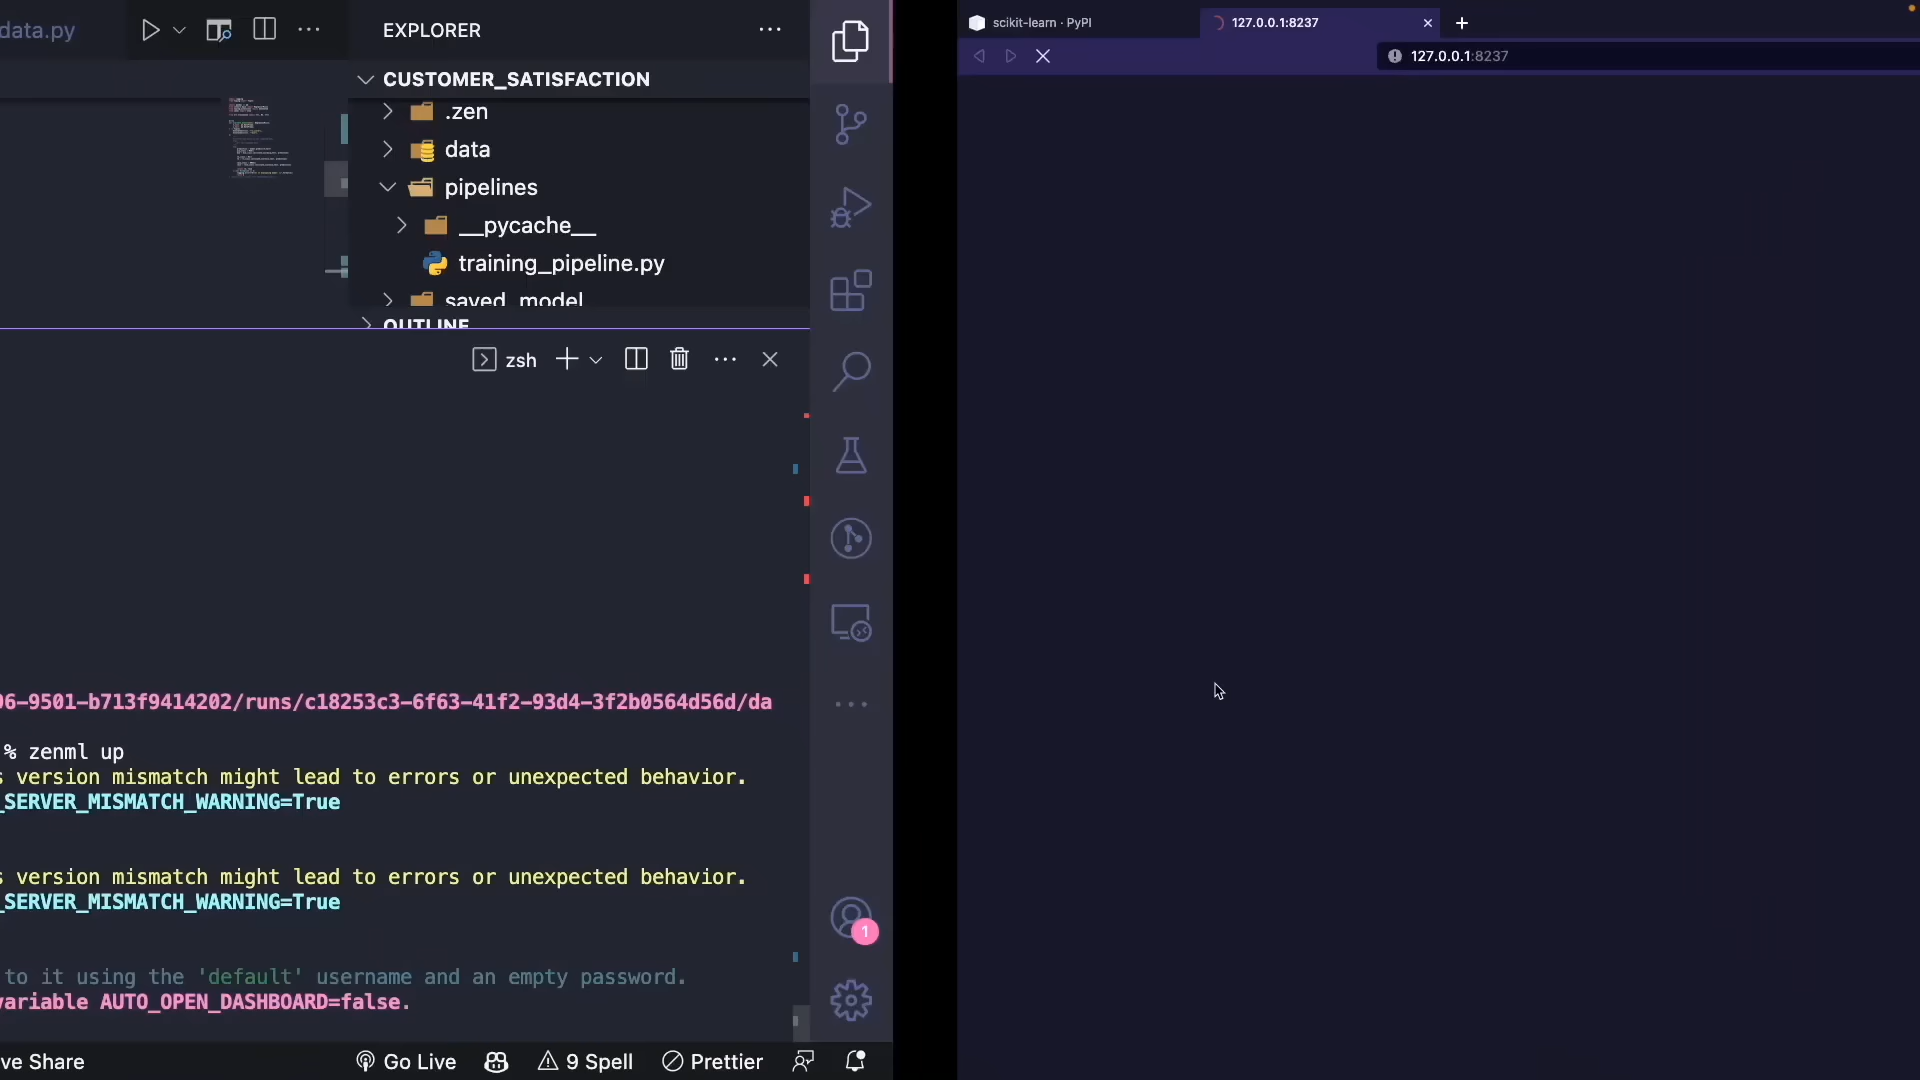 data.py
EXPLORER
CUSTOMER_SATISFACTION
.zen
data
pipelines
__pycache__
training_pipeline.py
saved_model
OUTLINE
zsh
06-9501-b713f9414202/runs/c18253c3-6f63-41f2-93d4-3f2b0564d56d/da
% zenml up
s version mismatch might lead to errors or unexpected behavior.
_SERVER_MISMATCH_WARNING=True
s version mismatch might lead to errors or unexpected behavior.
_SERVER_MISMATCH_WARNING=True
to it using the 'default' username and an empty password.
variable AUTO_OPEN_DASHBOARD=false.
1
ve Share
Go Live
9 Spell
Prettier
scikit-learn · PyPI
127.0.0.1:8237
127.0.0.1:8237